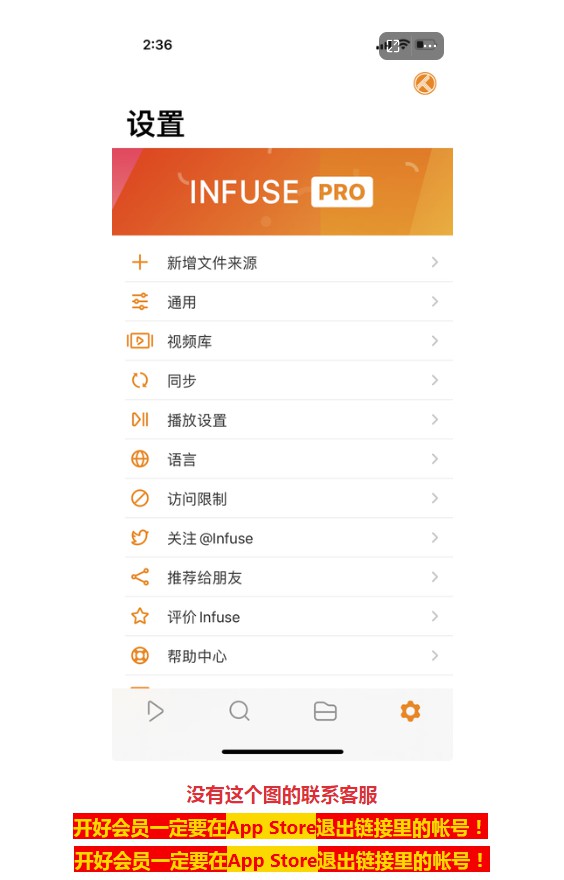 2:36
设置
INFUSE PRO
新增文件来源
通用
视频库
同步
播放设置
语言
访问限制
关注 @Infuse
推荐给朋友
评价 Infuse
帮助中心
没有这个图的联系客服
开好会员一定要在App Store退出链接里的帐号！
开好会员一定要在App Store退出链接里的帐号！